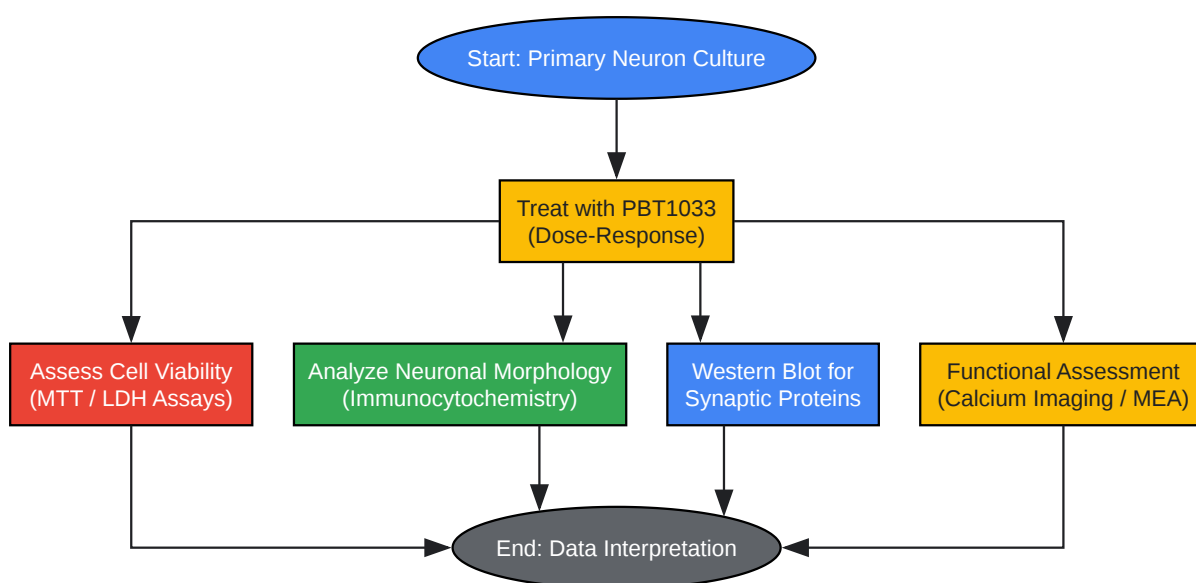 Start: Primary Neuron Culture
Treat with PBT1033
(Dose-Response)
Assess Cell Viability
(MTT / LDH Assays)
Analyze Neuronal Morphology
(Immunocytochemistry)
Western Blot for
Synaptic Proteins
Functional Assessment
(Calcium Imaging / MEA)
End: Data Interpretation